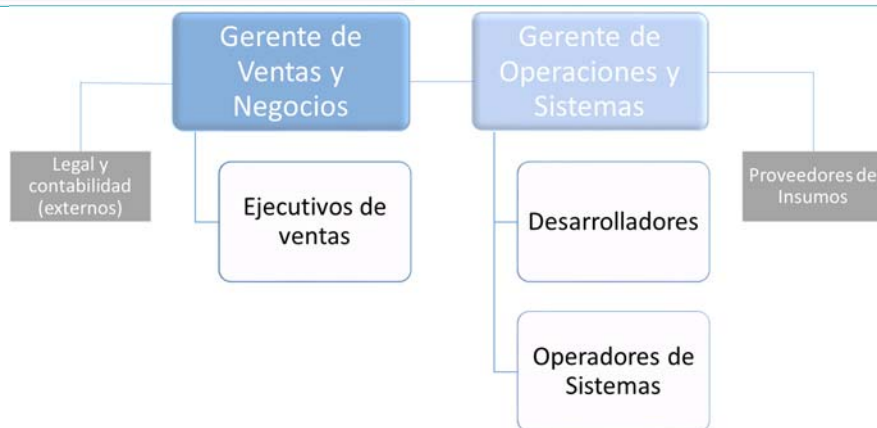 Gerente de
Ventas y
Negocios
Gerente de
Operaciones y
Sistemas
Legal y
contabilidad
(externos)
Proveedores de
Insumos
Ejecutivos de
ventas
Desarrolladores
Operadores de
Sistemas